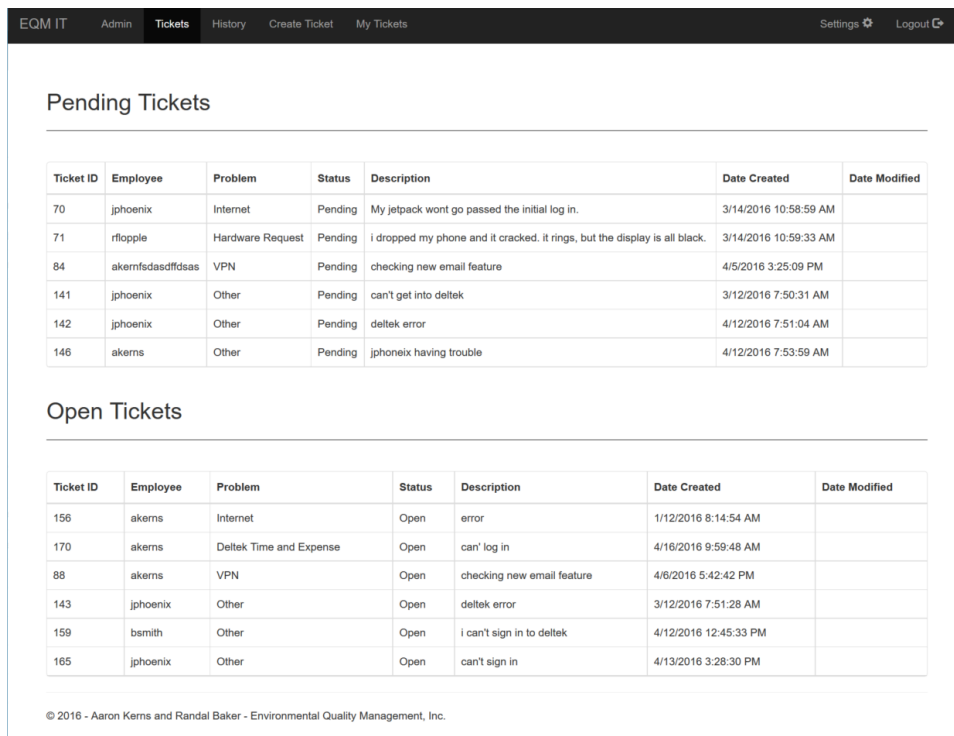 EQM IT Admin Tickets History Create Ticket My Tickets Settings Logout
Pending Tickets
Ticket ID Employee Problem Status Description Date Created Date Modified
70 jphoenix Internet Pending My jetpack wont go passed the initial log in. 3/14/2016 10:58:59 AM
71 rflopple Hardware Request Pending i dropped my phone and it cracked. it rings, but the display is all black. 3/14/2016 10:59:33 AM
84 akernfsdasdffdsas VPN Pending checking new email feature 4/5/2016 3:25:09 PM
141 jphoenix Other Pending can't get into deltek 3/12/2016 7:50:31 AM
142 jphoenix Other Pending deltek error 4/12/2016 7:51:04 AM
146 akerns Other Pending jphoneix having trouble 4/12/2016 7:53:59 AM
Open Tickets
Ticket ID Employee Problem Status Description Date Created Date Modified
156 akerns Internet Open error 1/12/2016 8:14:54 AM
170 akerns Deltek Time and Expense Open can' log in 4/16/2016 9:59:48 AM
88 akerns VPN Open checking new email feature 4/6/2016 5:42:42 PM
143 jphoenix Other Open deltek error 3/12/2016 7:51:28 AM
159 bsmith Other Open i can't sign in to deltek 4/12/2016 12:45:33 PM
165 jphoenix Other Open can't sign in 4/13/2016 3:28:30 PM
© 2016 - Aaron Kerns and Randal Baker - Environmental Quality Management, Inc.